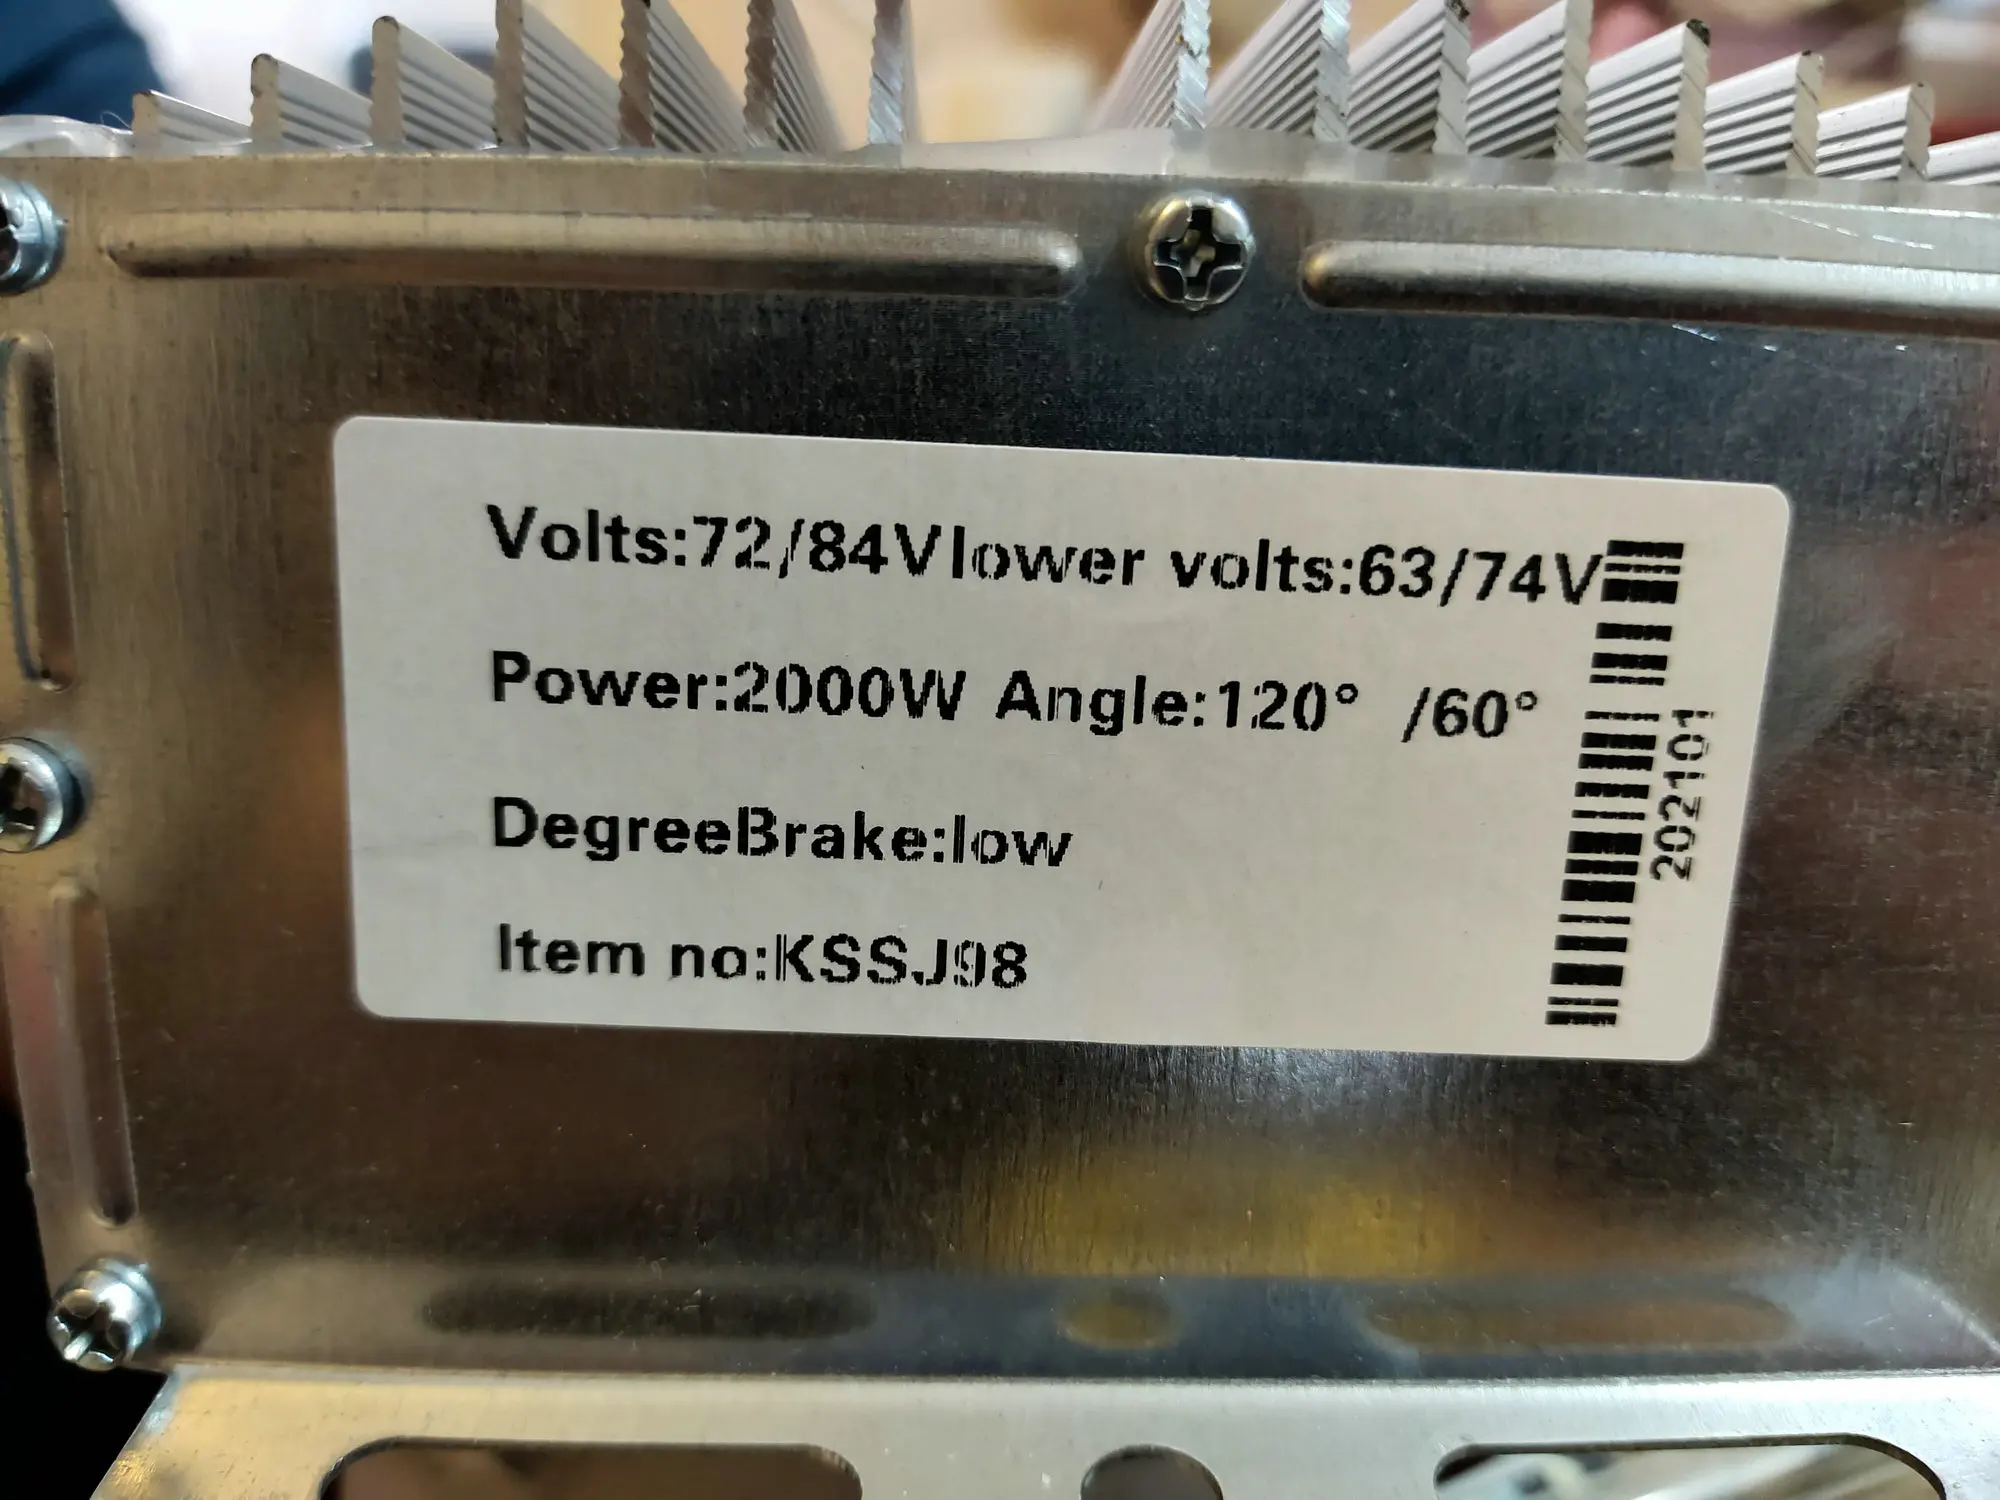 Volts:72/84Vlower volts:63/74V
Power:2000W Angle:120° /60°
DegreeBrake:low
Item no:KSSJ98
202101